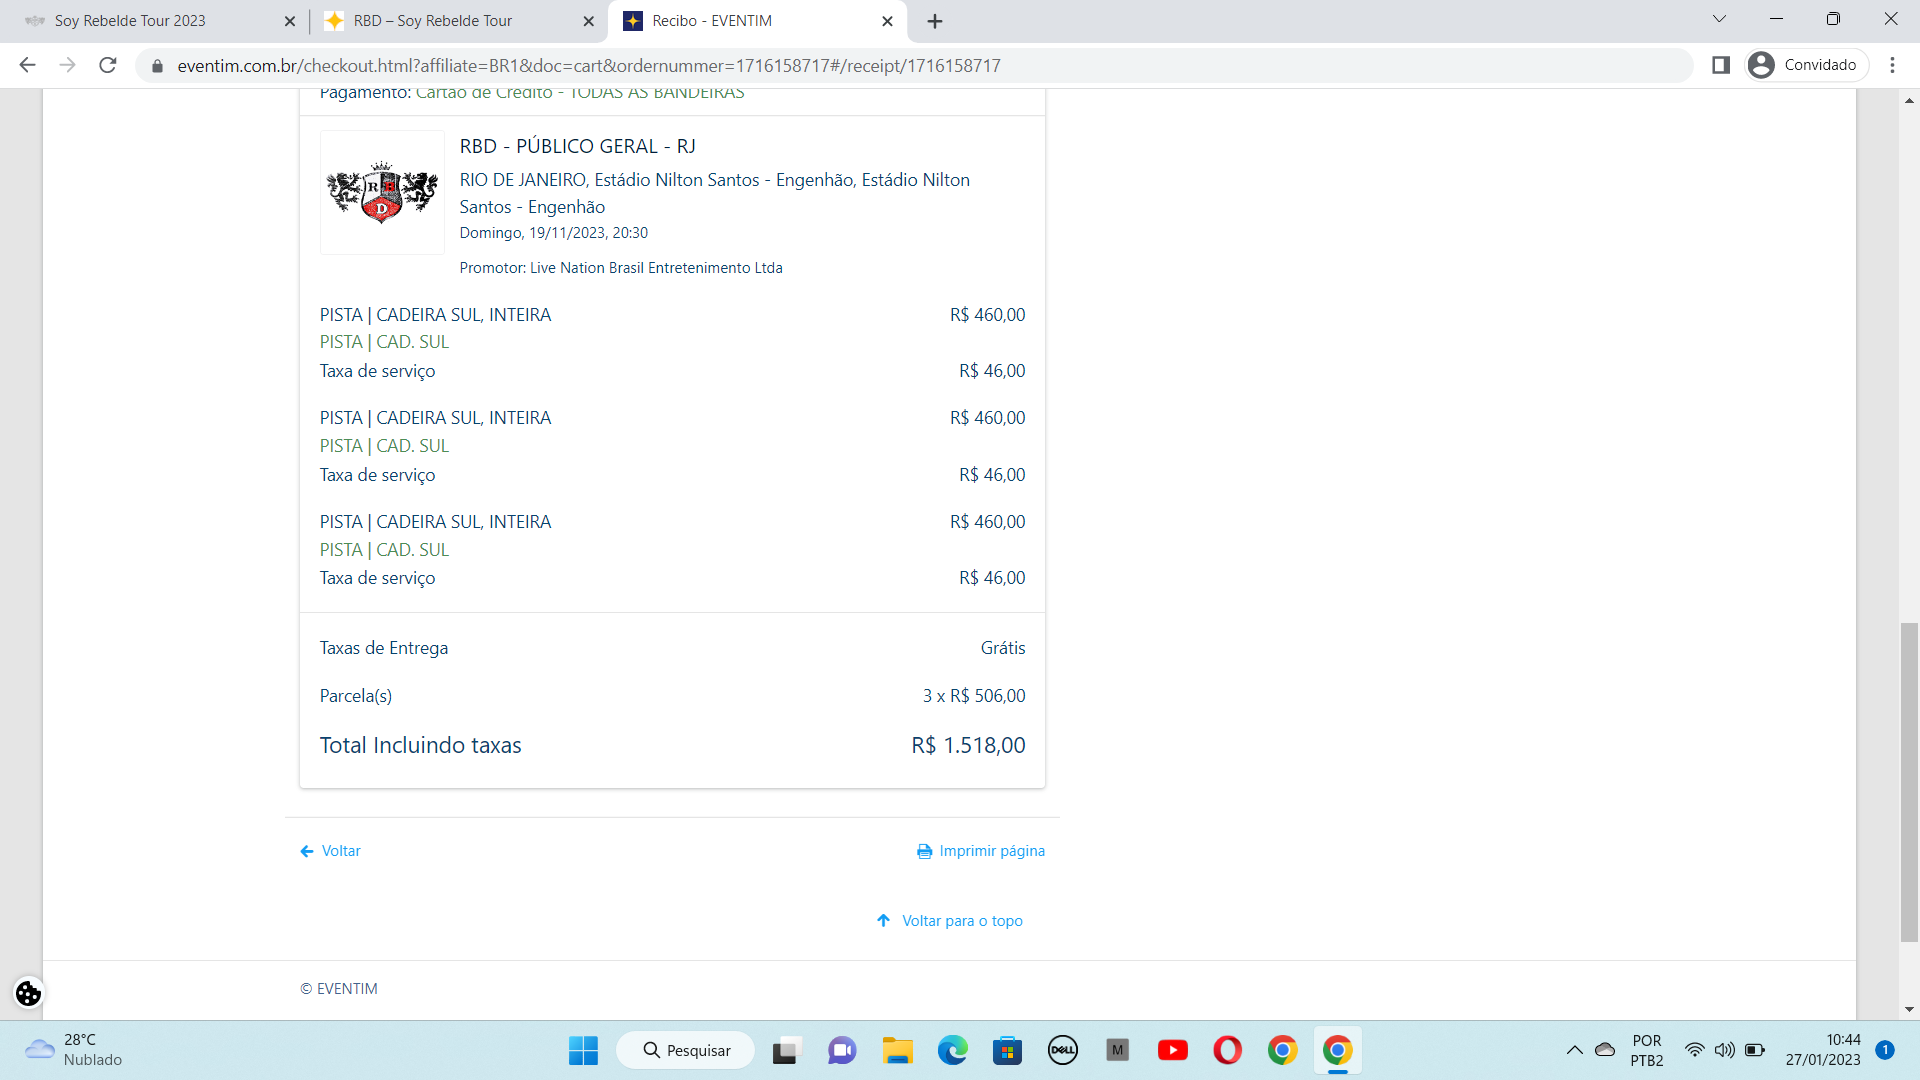 Soy Rebelde Tour 2023
RBD – Soy Rebelde Tour
Recibo - EVENTIM
eventim.com.br/checkout.html?affiliate=BR1&doc=cart&ordernummer=1716158717#/receipt/1716158717
Convidado
Pagamento: Cartão de Crédito - TODAS AS BANDEIRAS
RBD - PÚBLICO GERAL - RJ
RIO DE JANEIRO, Estádio Nilton Santos - Engenhão, Estádio Nilton
Santos - Engenhão
Domingo, 19/11/2023, 20:30
Promotor: Live Nation Brasil Entretenimento Ltda
R B D
PISTA | CADEIRA SUL, INTEIRA R$ 460,00
PISTA | CAD. SUL
Taxa de serviço R$ 46,00
PISTA | CADEIRA SUL, INTEIRA R$ 460,00
PISTA | CAD. SUL
Taxa de serviço R$ 46,00
PISTA | CADEIRA SUL, INTEIRA R$ 460,00
PISTA | CAD. SUL
Taxa de serviço R$ 46,00
Taxas de Entrega Grátis
Parcela(s) 3 x R$ 506,00
Total Incluindo taxas R$ 1.518,00
Voltar Imprimir página
Voltar para o topo
© EVENTIM
28°C
Nublado
Pesquisar
DELL
M
POR
PTB2
10:44
27/01/2023
1